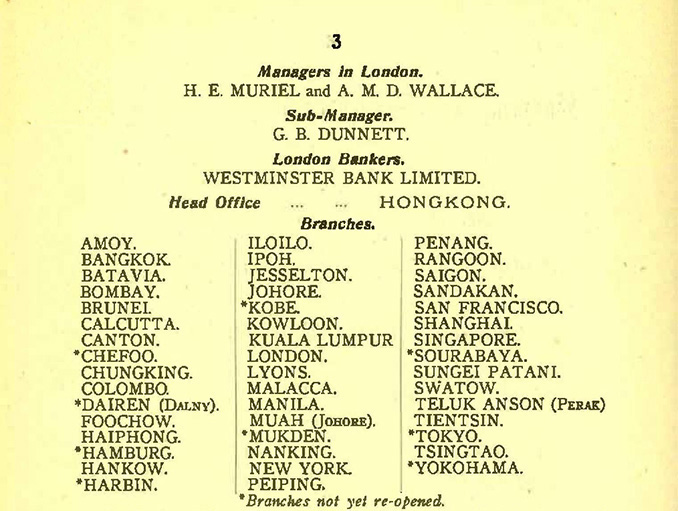 3
Managers in London.
H. E. MURIEL and A. M. D. WALLACE.
Sub-Manager.
G. B. DUNNETT.
London Bankers.
WESTMINSTER BANK LIMITED.
Head Office ... ... HONGKONG.
Branches.
AMOY.
BANGKOK.
BATAVIA.
BOMBAY.
BRUNEI.
CALCUTTA.
CANTON.
*CHEFOO.
CHUNGKING.
COLOMBO.
*DAIREN (DALNY).
FOOCHOW.
HAIPHONG.
*HAMBURG.
HANKOW.
*HARBIN.
ILOILO.
IPOH.
JESSELTON.
JOHORE.
*KOBE.
KOWLOON.
KUALA LUMPUR
LONDON.
LYONS.
MALACCA.
MANILA.
MUAH (JOHORE).
*MUKDEN.
NANKING.
NEW YORK.
PEIPING.
PENANG.
RANGOON.
SAIGON.
SANDAKAN.
SAN FRANCISCO.
SHANGHAI.
SINGAPORE.
*SOURABAYA.
SUNGEI PATANI.
SWATOW.
TELUK ANSON (PERAK)
TIENTSIN.
*TOKYO.
TSINGTAO.
*YOKOHAMA.
*Branches not yet re-opened.